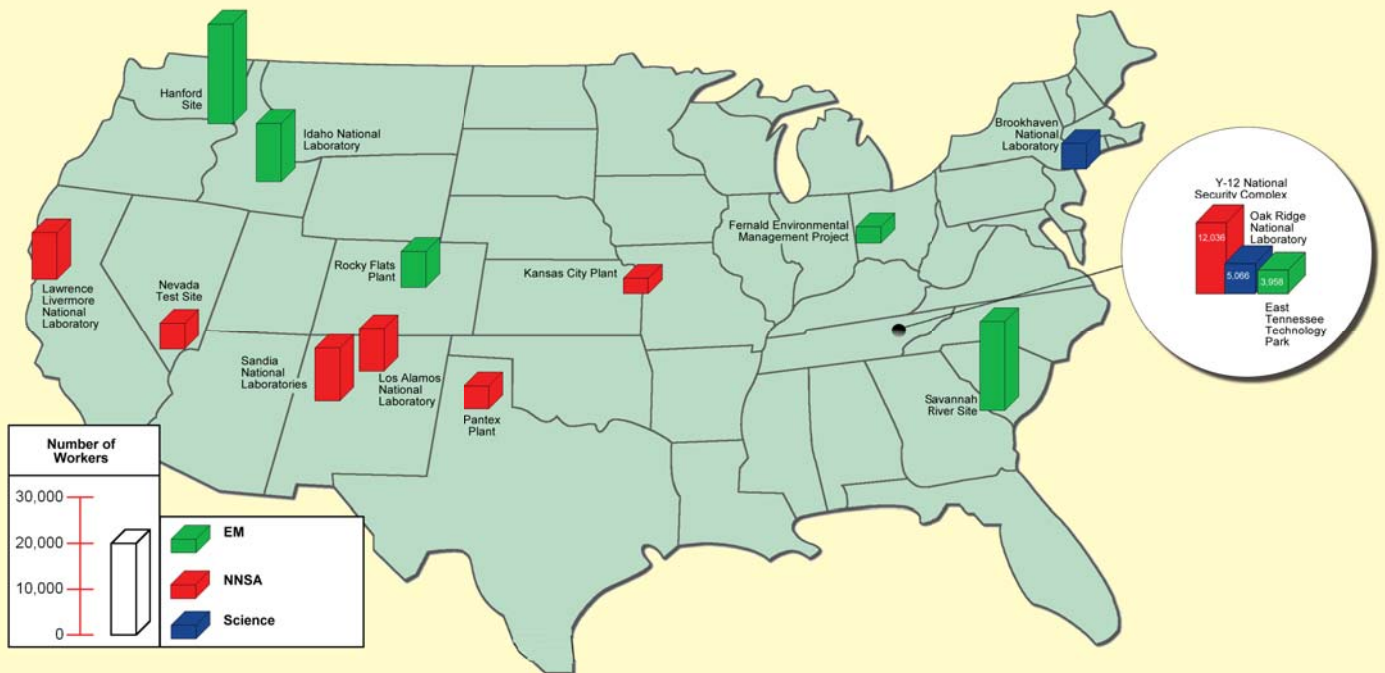 Hanford
Site
Idaho National
Laboratory
Brookhaven
National
Laboratory
Y-12 National
Security Complex
12,036
Oak Ridge
National
Laboratory
5,066
3,958
East
Tennessee
Technology
Park
Fernald Environmental
Management Project
Rocky Flats
Plant
Kansas City Plant
Lawrence
Livermore
National
Laboratory
Nevada
Test Site
Sandia
National
Laboratories
Los Alamos
National
Laboratory
Pantex
Plant
Savannah
River Site
Number of
Workers
30,000
20,000
10,000
0
EM
NNSA
Science